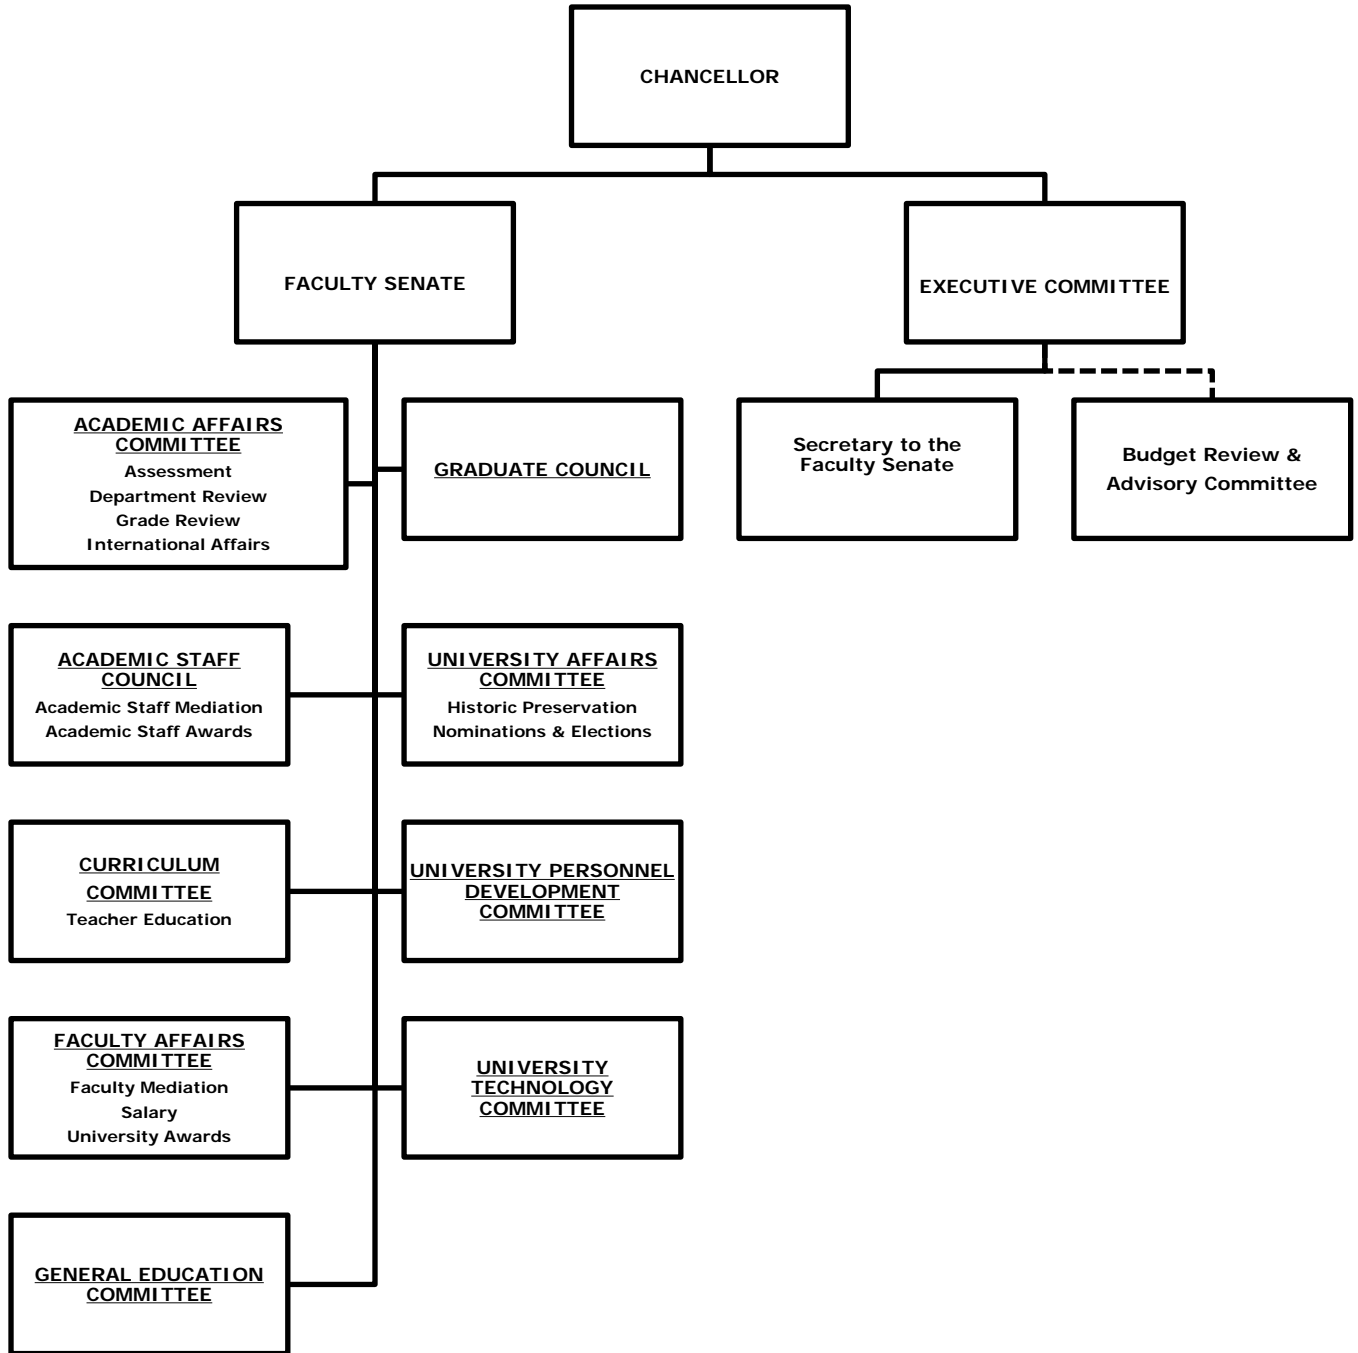 CHANCELLOR
FACULTY SENATE
EXECUTIVE COMMITTEE
ACADEMIC AFFAIRS
COMMITTEE
Assessment
Department Review
Grade Review
International Affairs
GRADUATE COUNCIL
Secretary to the
Faculty Senate
Budget Review &
Advisory Committee
ACADEMIC STAFF
COUNCIL
Academic Staff Mediation
Academic Staff Awards
UNIVERSITY AFFAIRS
COMMITTEE
Historic Preservation
Nominations & Elections
CURRICULUM
COMMITTEE
Teacher Education
UNIVERSITY PERSONNEL
DEVELOPMENT
COMMITTEE
FACULTY AFFAIRS
COMMITTEE
Faculty Mediation
Salary
University Awards
UNIVERSITY
TECHNOLOGY
COMMITTEE
GENERAL EDUCATION
COMMITTEE